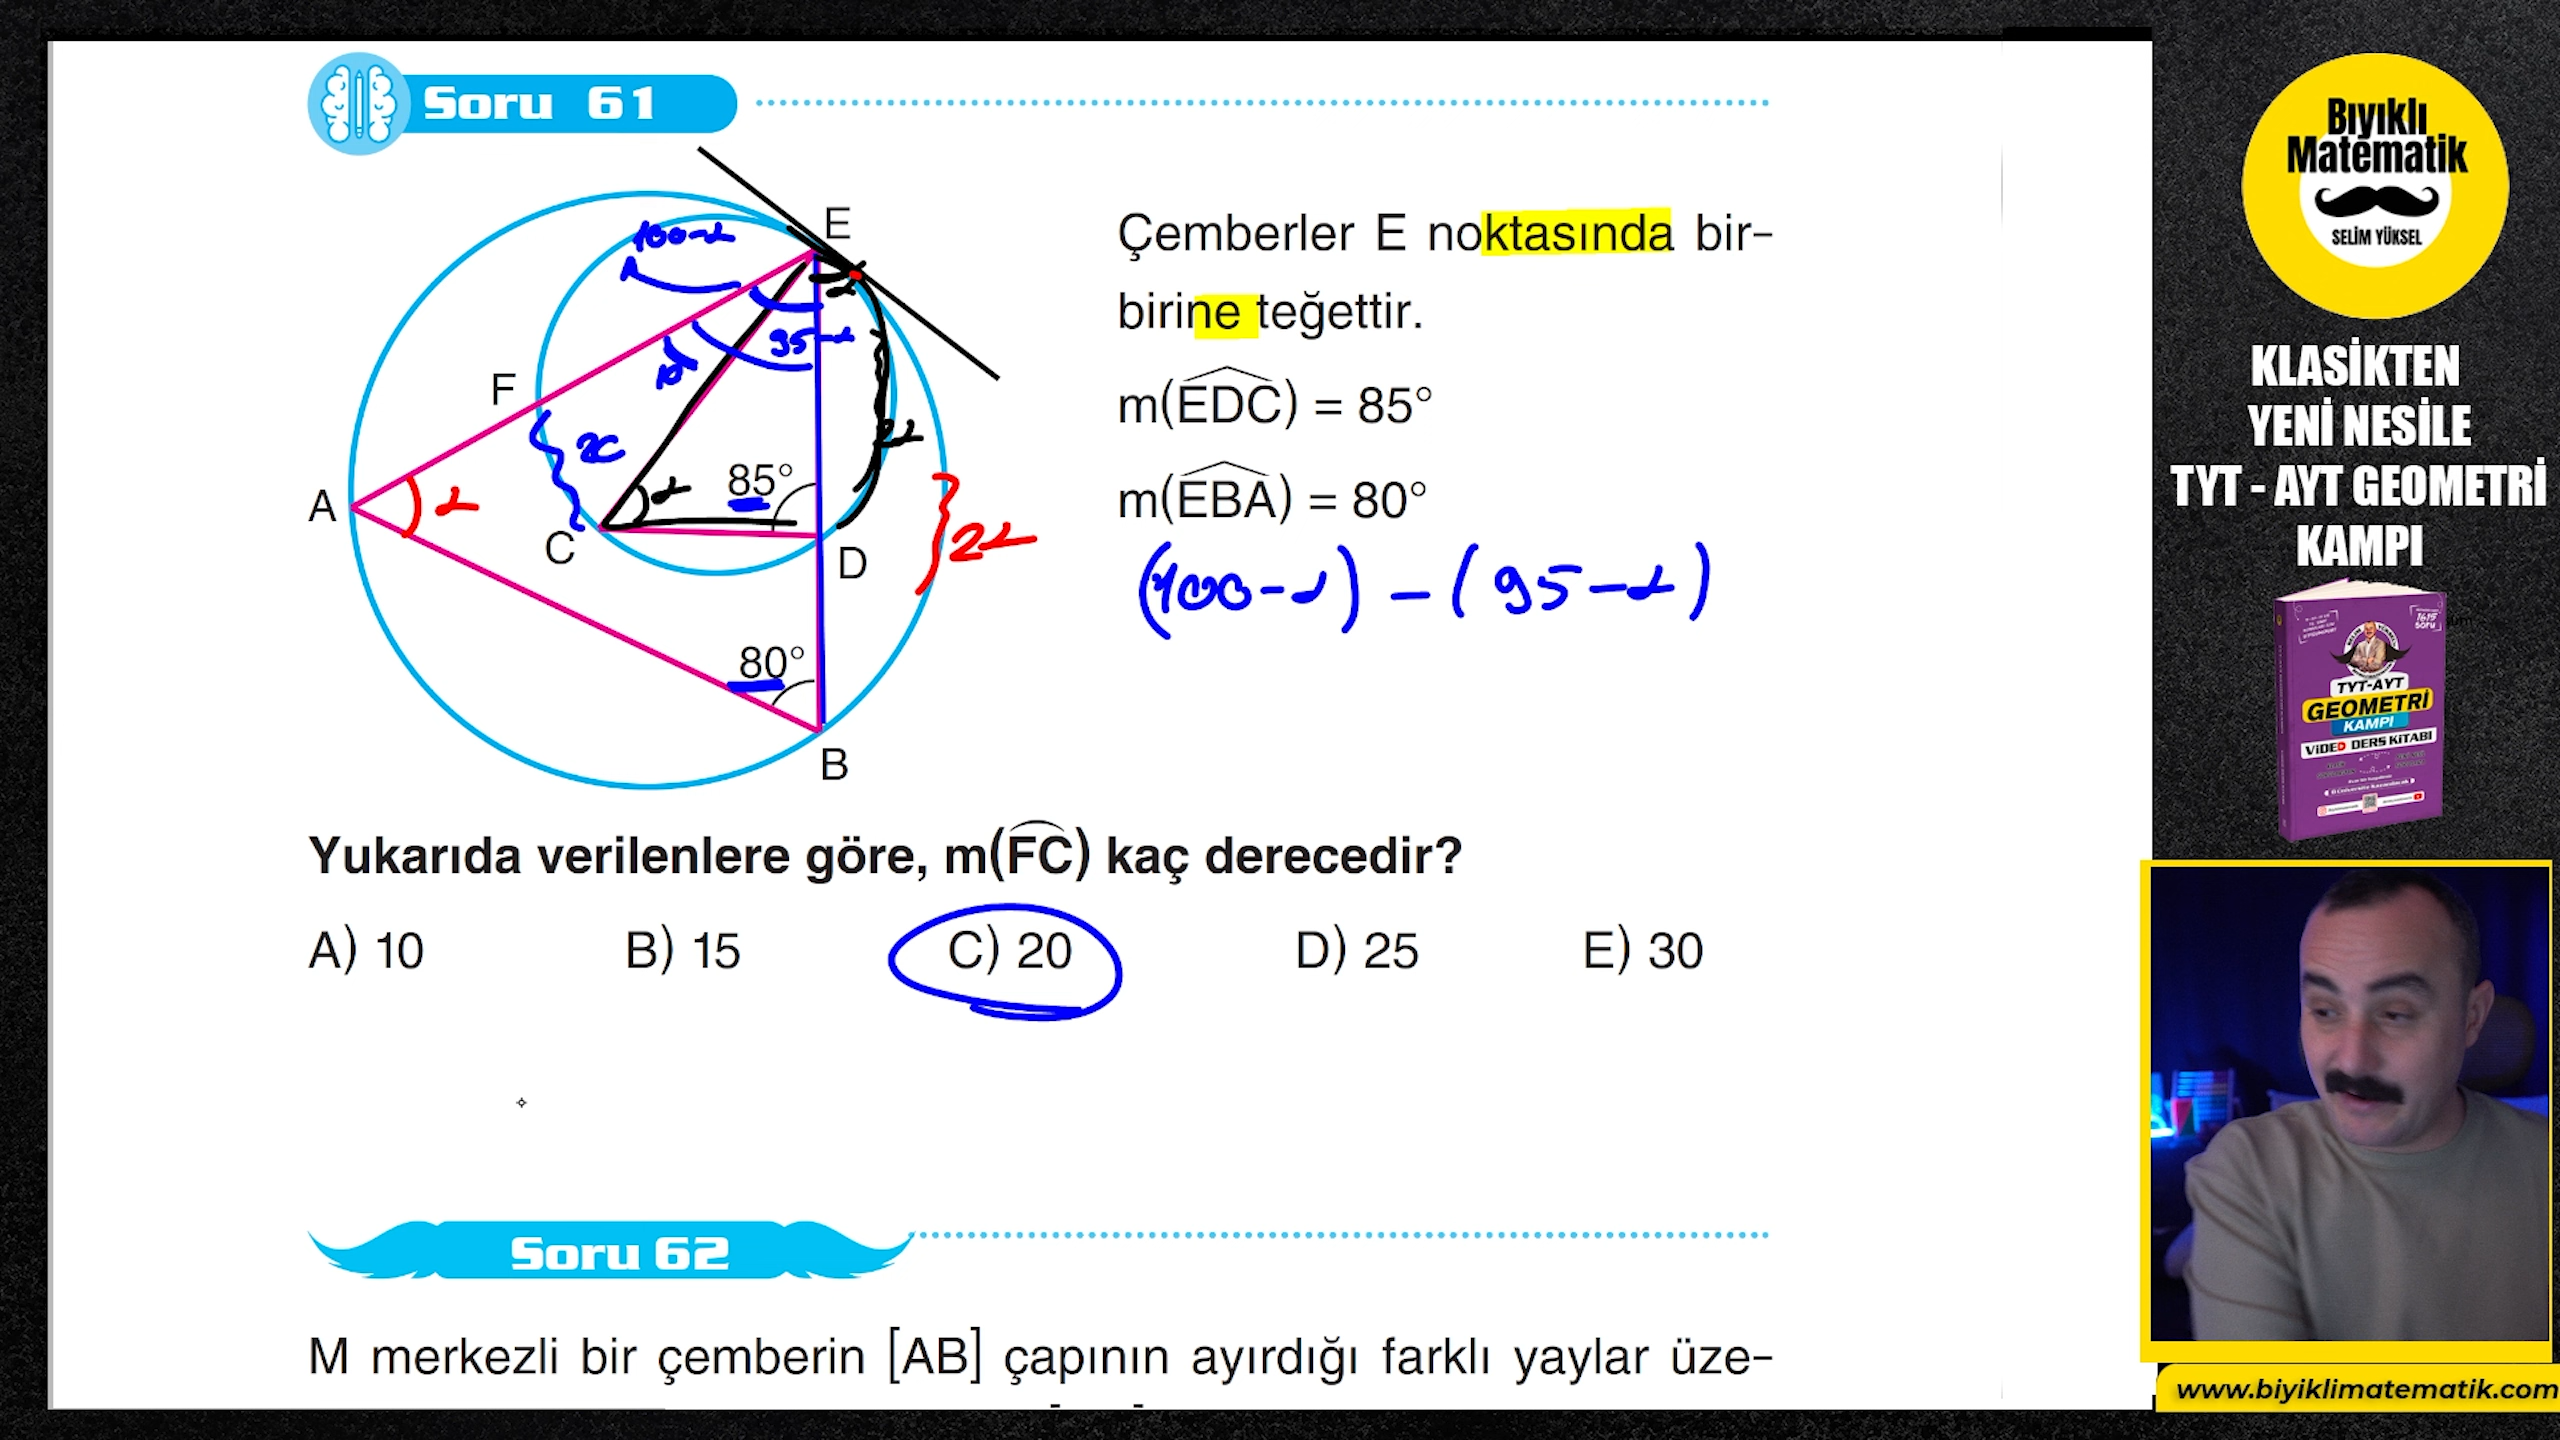 Soru 61
Çemberler E noktasında bir-
birine teğettir.
m(EDC) = 85°
m(EBA) = 80°
(100-α) - (95-α)
E
100-α
95-α
α
F
2x
2α
85°
α
A
α
C
D
2α
80°
B
Yukarıda verilenlere göre, m(FC) kaç derecedir?
A) 10 B) 15 C) 20 D) 25 E) 30
Soru 62
M merkezli bir çemberin [AB] çapının ayırdığı farklı yaylar üze-
Bıyıklı
Matematik
SELİM YÜKSEL
KLASİKTEN
YENİ NESİLE
TYT - AYT GEOMETRİ
KAMPI
TYT-AYT
GEOMETRİ
KAMPI
VİDEO DERS KİTABI
www.biyiklimatematik.com